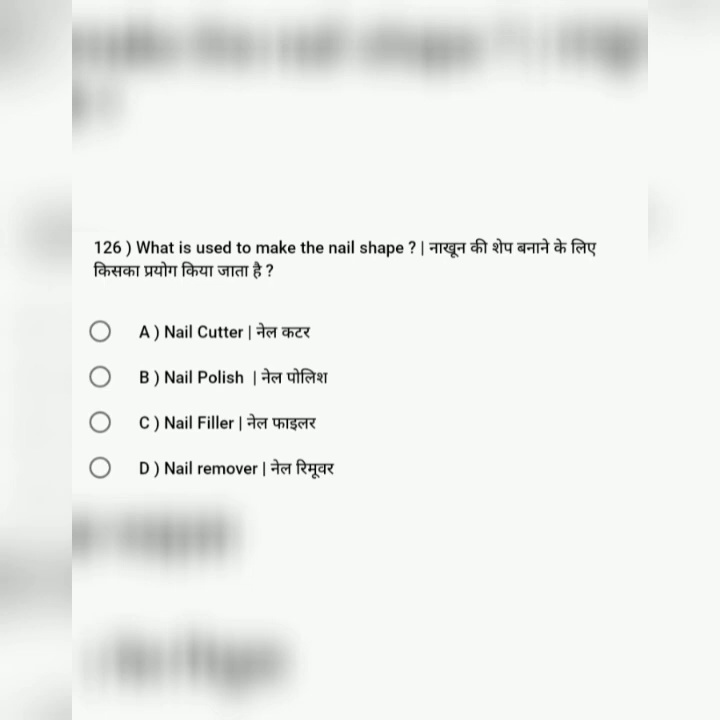 126 ) What is used to make the nail shape ? | नाखून की शेप बनाने के लिए
किसका प्रयोग किया जाता है ?
A ) Nail Cutter | नेल कटर
B ) Nail Polish | नेल पोलिश
C ) Nail Filler | नेल फाइलर
D ) Nail remover | नेल रिमूवर